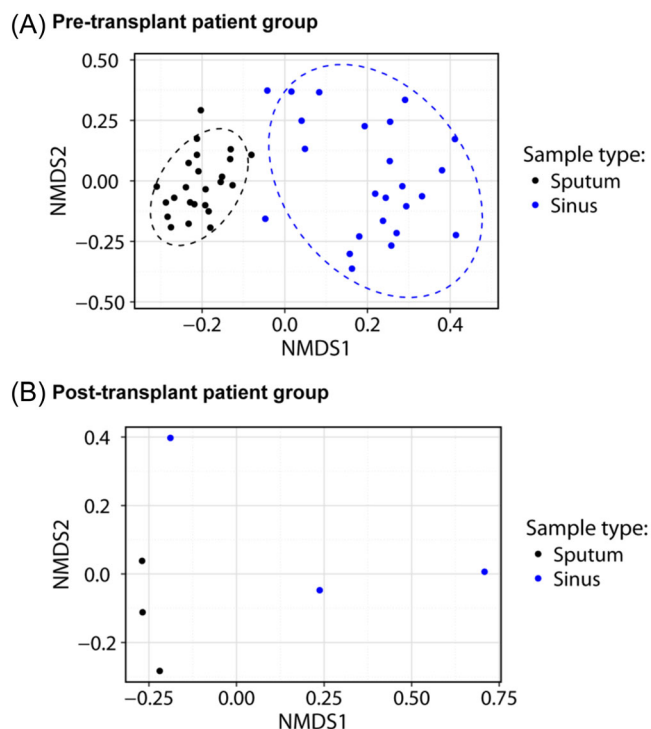 (A) Pre-transplant patient group
0.50
0.25
0.00
−0.25
−0.50
NMDS2
−0.2 0.0 0.2 0.4
NMDS1
Sample type:
Sputum
Sinus
(B) Post-transplant patient group
0.4
0.2
0.0
−0.2
NMDS2
−0.25 0.00 0.25 0.50 0.75
NMDS1
Sample type:
Sputum
Sinus